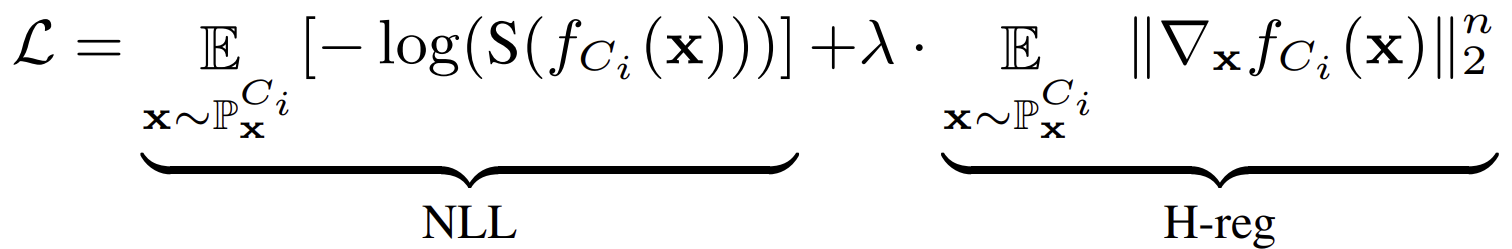 ℒ = 𝔼_{𝐱∼ℙ_𝐱^{C_i}} [− log(S(f_{C_i}(𝐱)))] + λ · 𝔼_{𝐱∼ℙ_𝐱^{C_i}} ‖∇_𝐱 f_{C_i}(𝐱)‖_2^n
NLL H-reg